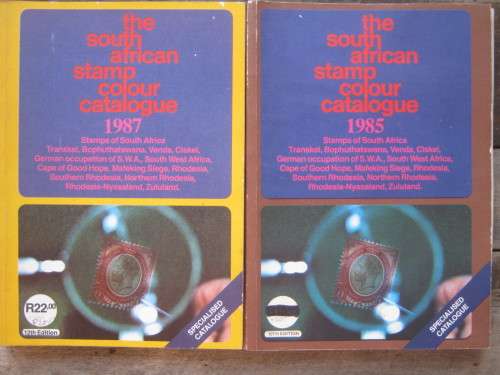 the
south
african
stamp
colour
catalogue
1987
Stamps of South Africa
Transkei, Bophuthatswana, Venda, Ciskei,
German occupation of S.W.A., South West Africa,
Cape of Good Hope, Mafeking Siege, Rhodesia,
Southern Rhodesia, Northern Rhodesia,
Rhodesia-Nyasaland, Zululand.
R22,00
12th Edition
SPECIALISED
CATALOGUE
the
south
african
stamp
colour
catalogue
1985
Stamps of South Africa
Transkei, Bophuthatswana, Venda, Ciskei,
German occupation of S.W.A., South West Africa,
Cape of Good Hope, Mafeking Siege, Rhodesia,
Southern Rhodesia, Northern Rhodesia,
Rhodesia-Nyasaland, Zululand.
10TH EDITION
SPECIALISED
CATALOGUE